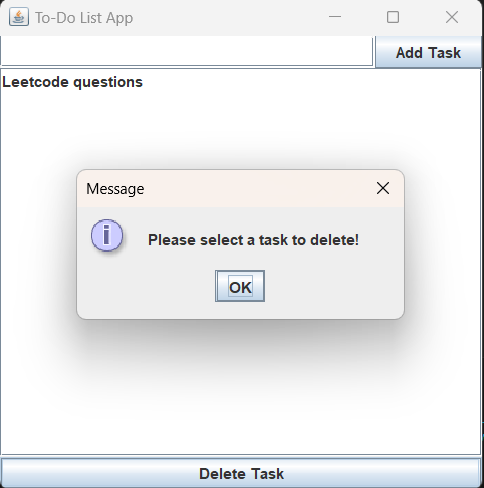 To-Do List App
Add Task
Leetcode questions
Message
i
Please select a task to delete!
OK
Delete Task